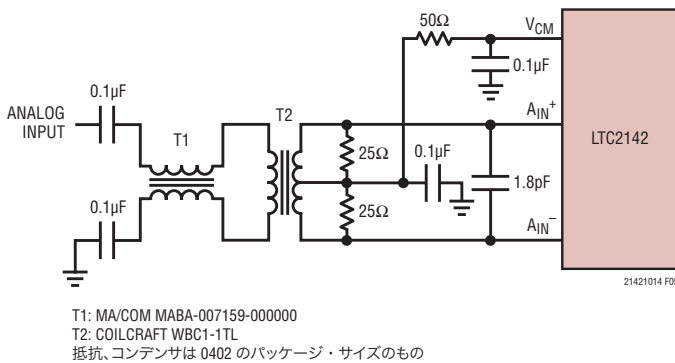 50Ω
VCM
0.1µF
LTC2142
0.1µF
ANALOG
INPUT
T1
T2
AIN+
25Ω
0.1µF
1.8pF
25Ω
0.1µF
AIN–
21421014 F05
T1: MA/COM MABA-007159-000000
T2: COILCRAFT WBC1-1TL
抵抗、コンデンサは 0402 のパッケージ・サイズのもの